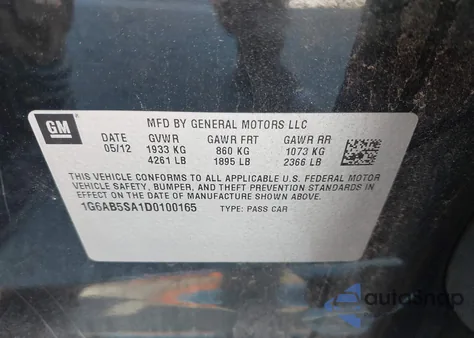 GM
MFD BY GENERAL MOTORS LLC
DATE GVWR GAWR FRT GAWR RR
05/12 1933 KG 860 KG 1073 KG
4261 LB 1895 LB 2366 LB
THIS VEHICLE CONFORMS TO ALL APPLICABLE U.S. FEDERAL MOTOR
VEHICLE SAFETY, BUMPER, AND THEFT PREVENTION STANDARDS IN
EFFECT ON THE DATE OF MANUFACTURE SHOWN ABOVE.
1G6AB5SA1D0100165 TYPE: PASS CAR
autoSnap